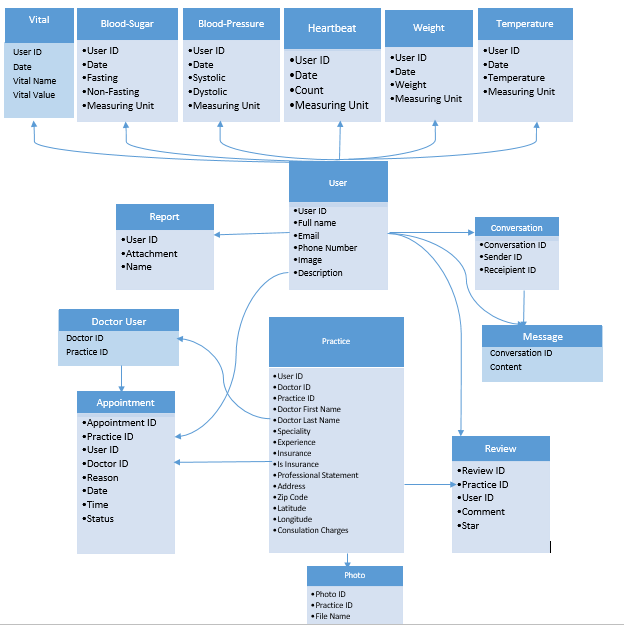 Vital
User ID
Date
Vital Name
Vital Value
Blood-Sugar
•User ID
•Date
•Fasting
•Non-Fasting
•Measuring Unit
Blood-Pressure
•User ID
•Date
•Systolic
•Dystolic
•Measuring Unit
Heartbeat
•User ID
•Date
•Count
•Measuring Unit
Weight
•User ID
•Date
•Weight
•Measuring Unit
Temperature
•User ID
•Date
•Temperature
•Measuring Unit
User
•User ID
•Full name
•Email
•Phone Number
•Image
•Description
Report
•User ID
•Attachment
•Name
Conversation
•Conversation ID
•Sender ID
•Receipient ID
Doctor User
Doctor ID
Practice ID
Practice
•User ID
•Doctor ID
•Practice ID
•Doctor First Name
•Doctor Last Name
•Speciality
•Experience
•Insurance
•Is Insurance
•Professional Statement
•Address
•Zip Code
•Latitude
•Longitude
•Consulation Charges
Message
Conversation ID
Content
Appointment
•Appointment ID
•Practice ID
•User ID
•Doctor ID
•Reason
•Date
•Time
•Status
Review
•Review ID
•Practice ID
•User ID
•Comment
•Star
Photo
•Photo ID
•Practice ID
•File Name